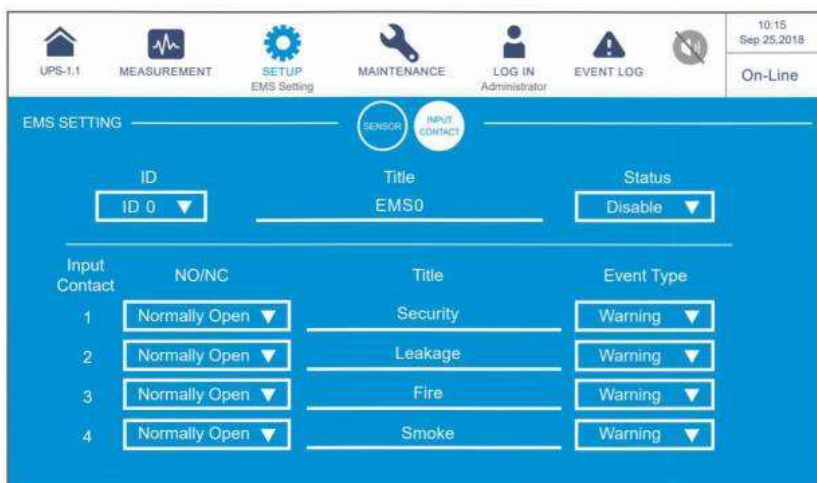 10:15
Sep 25,2018
UPS-1.1 MEASUREMENT SETUP MAINTENANCE LOG IN EVENT LOG On-Line
EMS Setting Administrator
EMS SETTING SENSOR INPUT CONTACT
ID Title Status
ID 0 EMS0 Disable
Input Contact NO/NC Title Event Type
1 Normally Open Security Warning
2 Normally Open Leakage Warning
3 Normally Open Fire Warning
4 Normally Open Smoke Warning